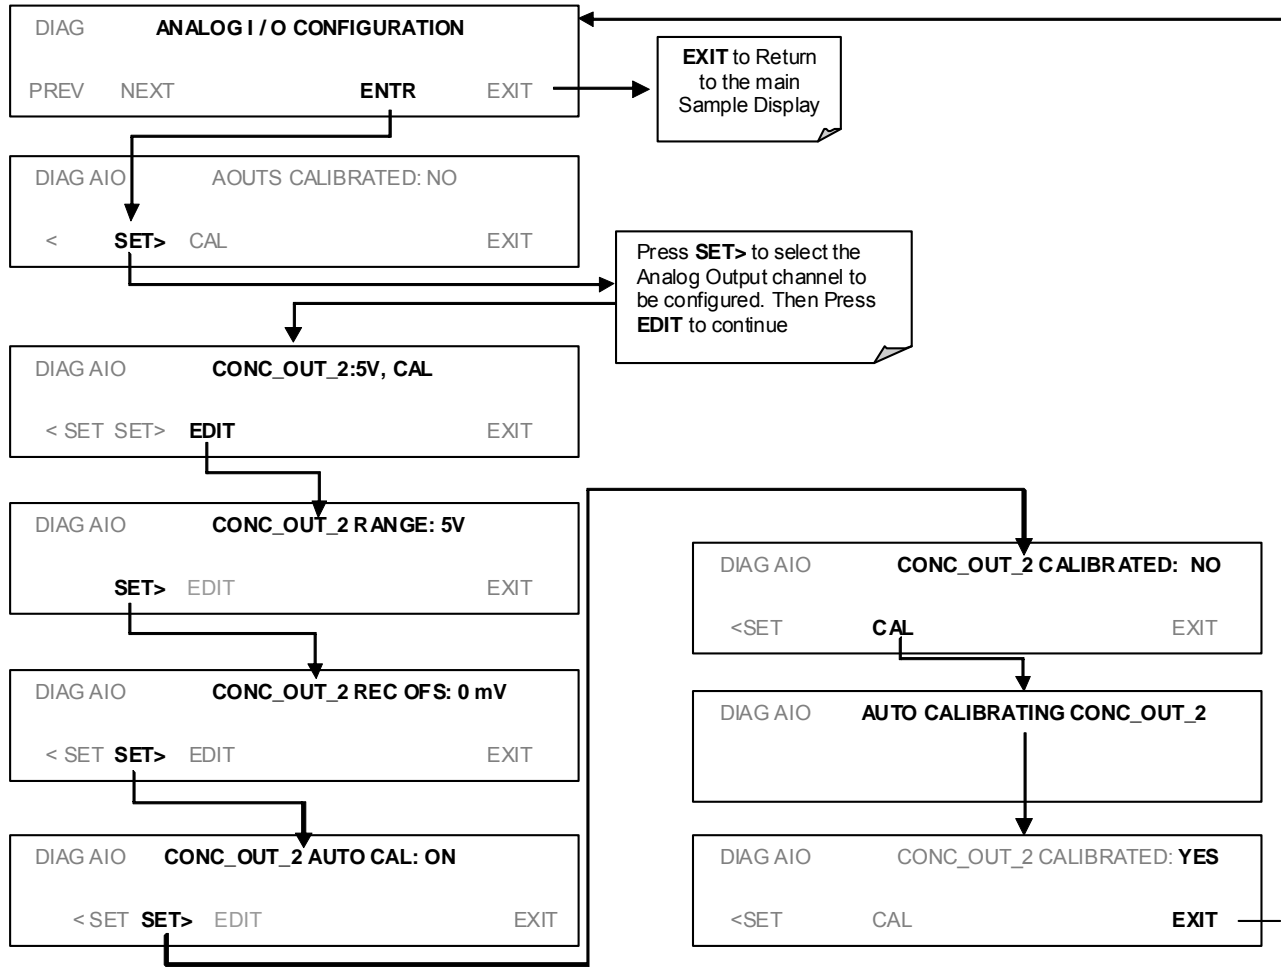 DIAG ANALOG I / O CONFIGURATION
PREV NEXT ENTR EXIT
EXIT to Return
to the main
Sample Display
DIAG AIO AOUTS CALIBRATED: NO
< SET> CAL EXIT
Press SET> to select the
Analog Output channel to
be configured. Then Press
EDIT to continue
DIAG AIO CONC_OUT_2:5V, CAL
< SET SET> EDIT EXIT
DIAG AIO CONC_OUT_2 RANGE: 5V
SET> EDIT EXIT
DIAG AIO CONC_OUT_2 REC OFS: 0 mV
< SET SET> EDIT EXIT
DIAG AIO CONC_OUT_2 AUTO CAL: ON
< SET SET> EDIT EXIT
DIAG AIO CONC_OUT_2 CALIBRATED: NO
<SET CAL EXIT
DIAG AIO AUTO CALIBRATING CONC_OUT_2
DIAG AIO CONC_OUT_2 CALIBRATED: YES
<SET CAL EXIT